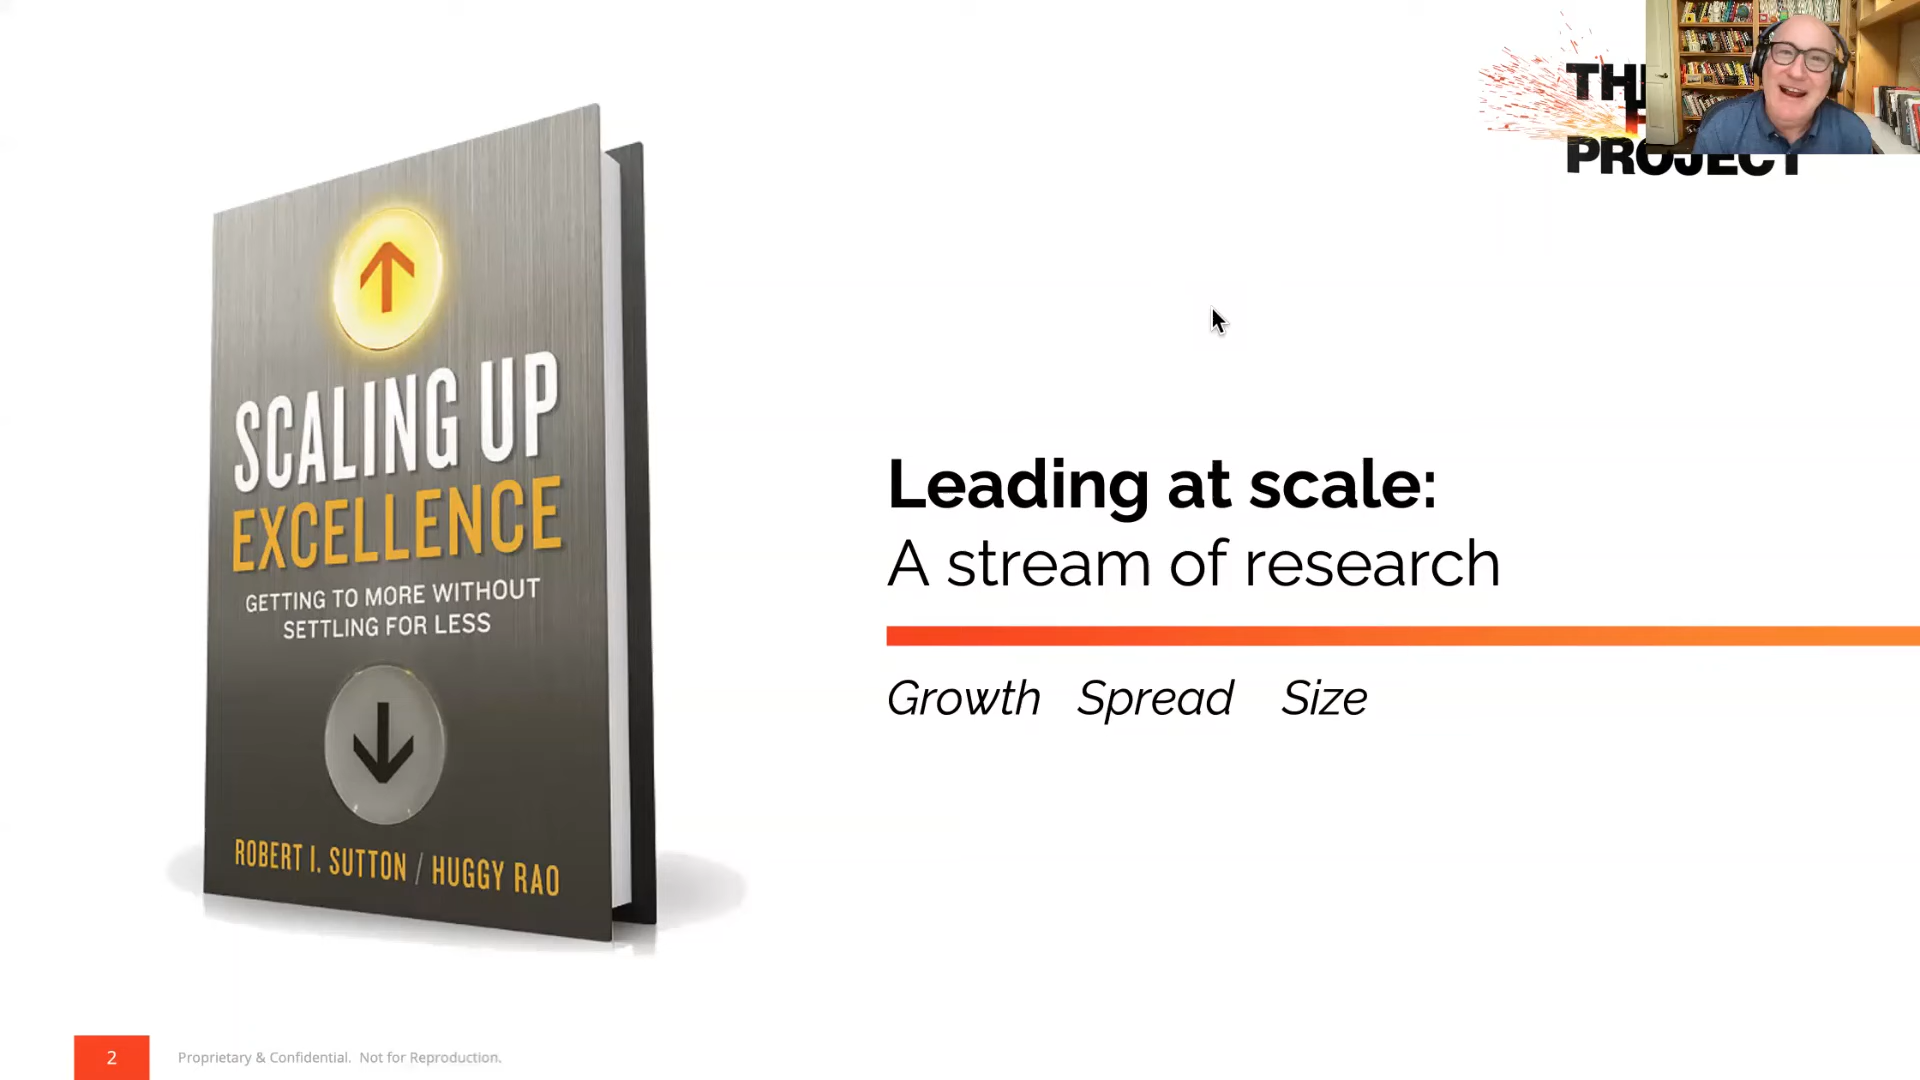 SCALING UP
EXCELLENCE
GETTING TO MORE WITHOUT
SETTLING FOR LESS
ROBERT I. SUTTON / HUGGY RAO
PROJECT
Leading at scale:
A stream of research
Growth Spread Size
2
Proprietary & Confidential. Not for Reproduction.